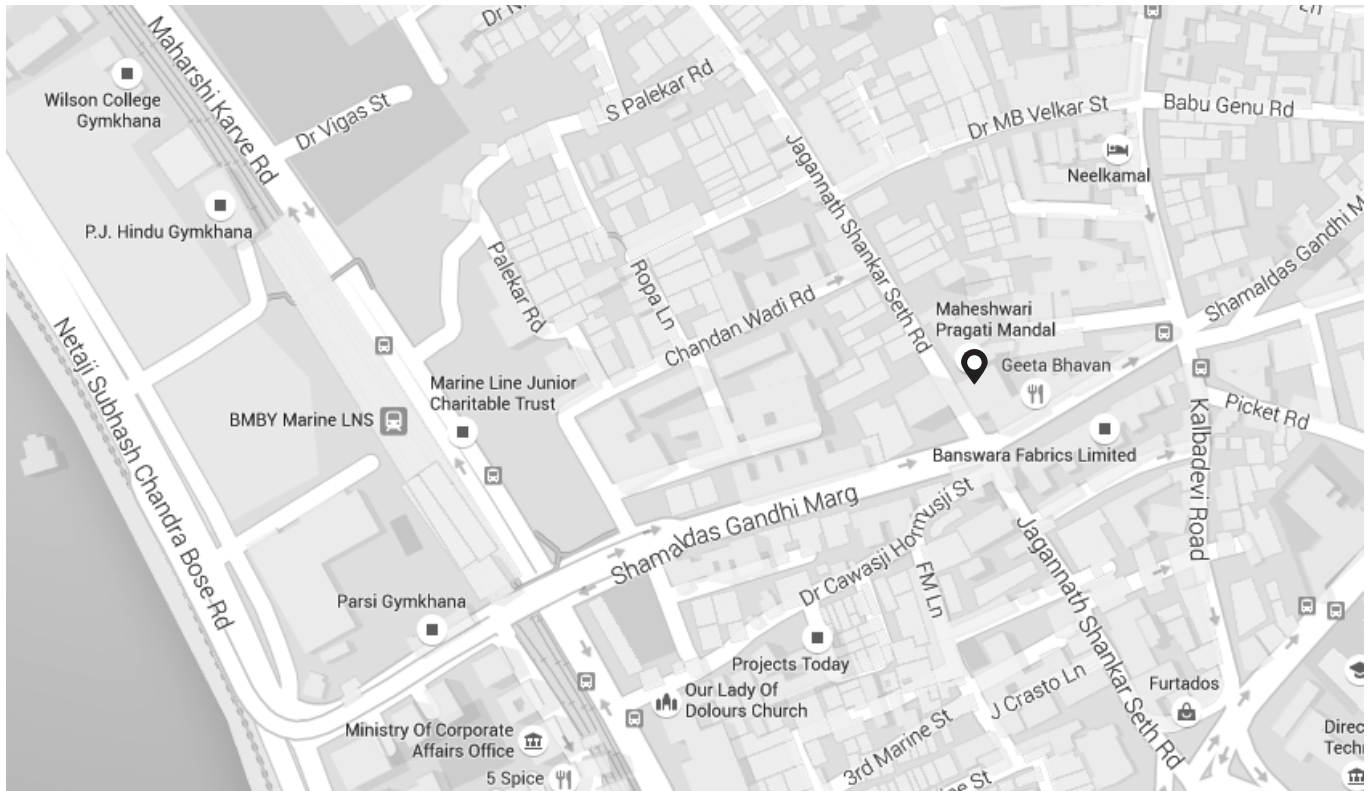 Maharshi Karve Rd
Wilson College
Gymkhana
Dr Vigas St
S Palekar Rd
Dr MB Velkar St
Babu Genu Rd
Neelkamal
P.J. Hindu Gymkhana
Jagannath Shankar Seth Rd
Palekar Rd
Ropa Ln
Chandan Wadi Rd
Shamaldas Gandhi M
Maheshwari
Pragati Mandal
Geeta Bhavan
Netaji Subhash Chandra Bose Rd
BMBY Marine LNS
Marine Line Junior
Charitable Trust
Banswara Fabrics Limited
Picket Rd
Kalbadevi Road
Shamaldas Gandhi Marg
Dr Cawasji Hormusji St
FM Ln
Jagannath Shankar Seth Rd
Parsi Gymkhana
Projects Today
Our Lady Of
Dolours Church
J Crasto Ln
Furtados
3rd Marine St
Ministry Of Corporate
Affairs Office
5 Spice
Direc
Techn